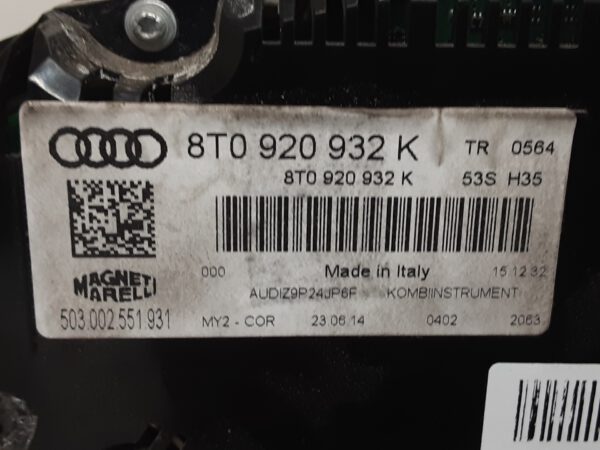 8T0 920 932 K TR 0564
8T0 920 932 K 53S H35
000 Made in Italy 15:12:32
MAGNETI MARELLI AUDIZ9P24JP6F KOMBIINSTRUMENT
503.002.551.931 MY2 - COR 23.06.14 0402 2063